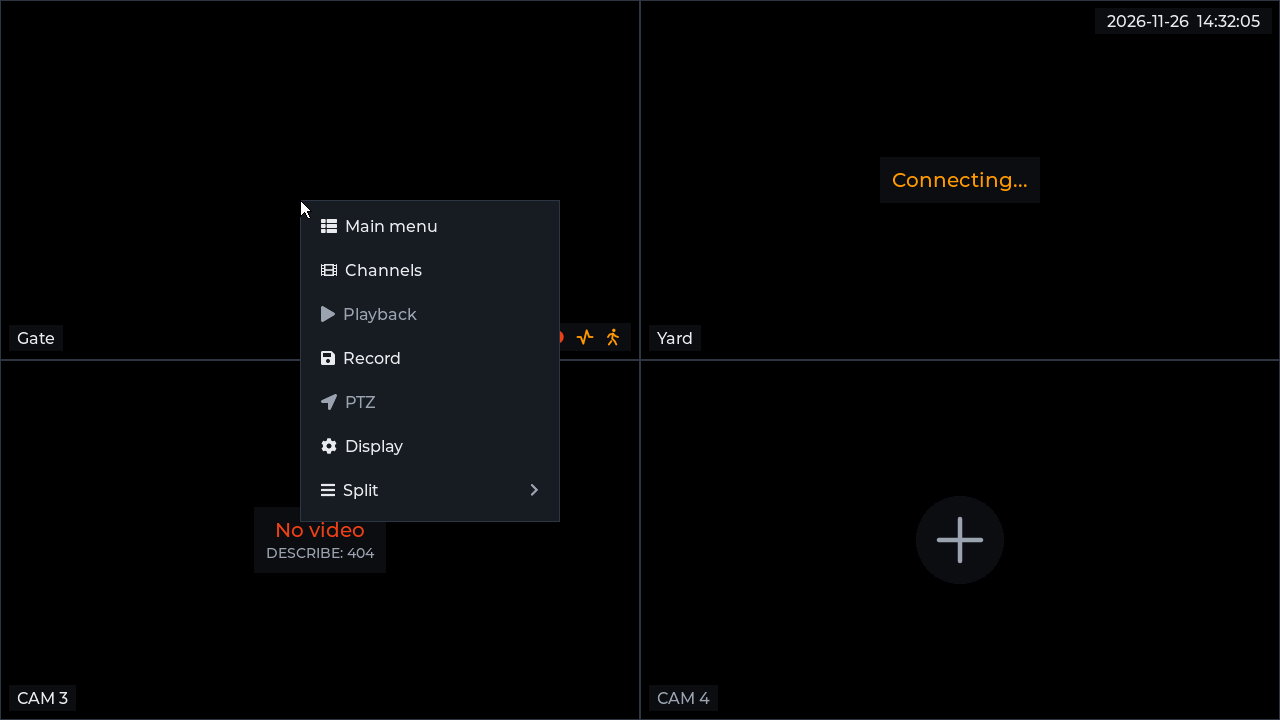 2026-11-26 14:32:05
Connecting...
Main menu
Channels
Playback
Record
PTZ
Display
Split
Gate
Yard
No video
DESCRIBE: 404
CAM 3
CAM 4